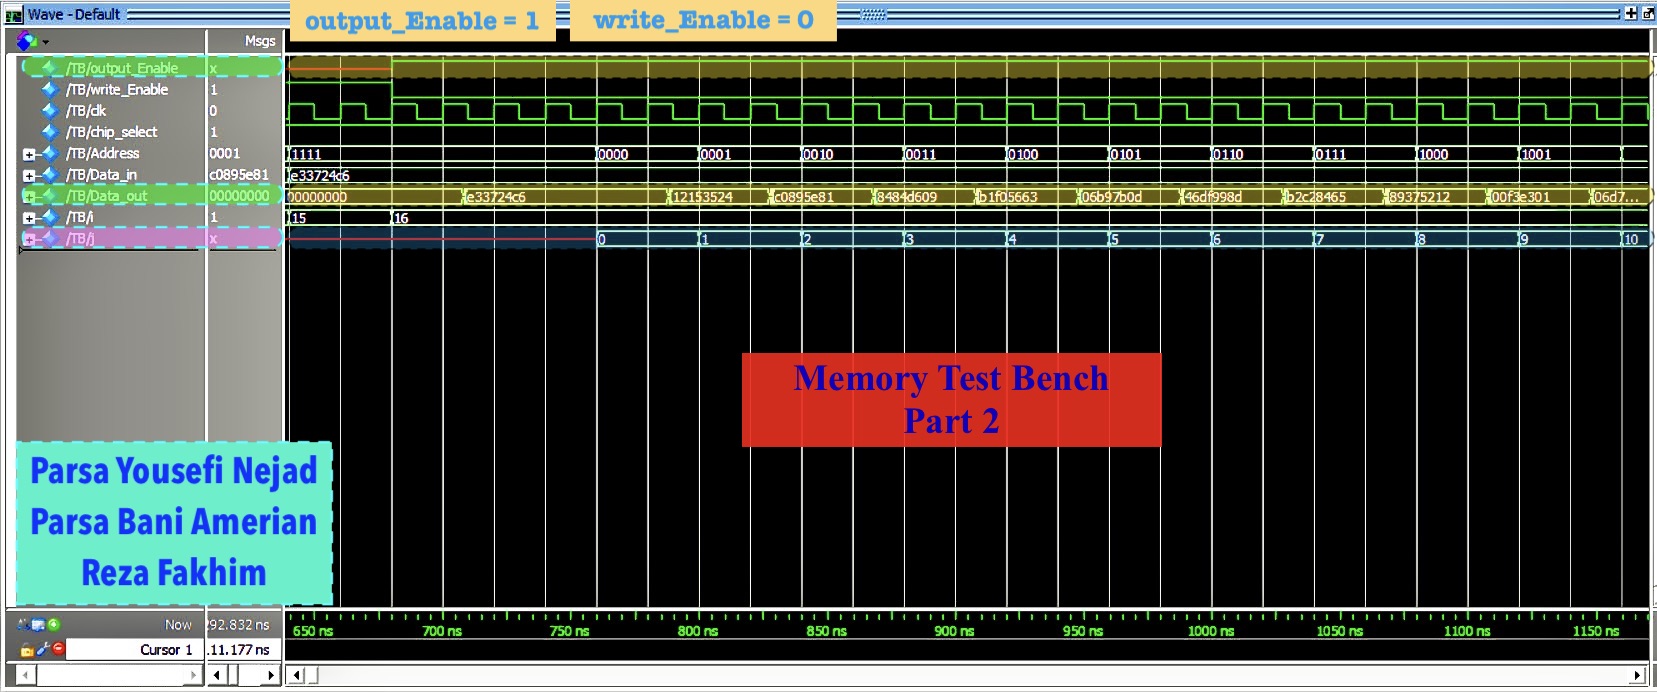 Wave - Default
output_Enable = 1 write_Enable = 0
Msgs
/TB/output_Enable x
/TB/write_Enable 1
/TB/clk 0
/TB/chip_select 1
/TB/Address 0001 1111 0000 0001 0010 0011 0100 0101 0110 0111 1000 1001
/TB/Data_in c0895e81 e33724c6
/TB/Data_out 00000000 00000000 e33724c6 12153524 c0895e81 8484d609 b1f05663 06b97b0d 46df998d b2c28465 89375212 00f3e301 06d7...
/TB/i 1 15 16
/TB/j x 0 1 2 3 4 5 6 7 8 9 10
Memory Test Bench
Part 2
Parsa Yousefi Nejad
Parsa Bani Amerian
Reza Fakhim
Now 92.832 ns 650 ns 700 ns 750 ns 800 ns 850 ns 900 ns 950 ns 1000 ns 1050 ns 1100 ns 1150 ns
Cursor 1 11.177 ns